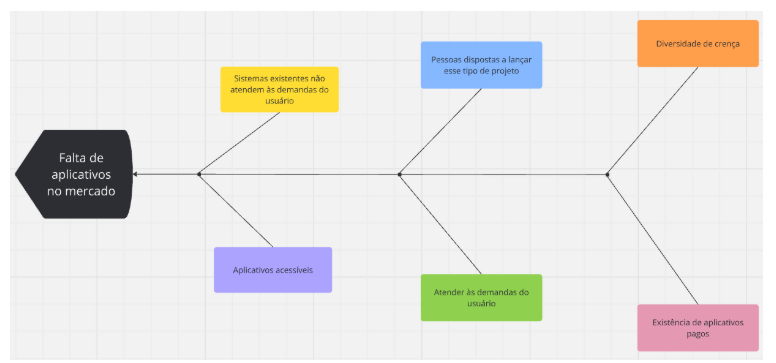 Diversidade de crença
Pessoas dispostas a lançar
esse tipo de projeto
Sistemas existentes não
atendem às demandas do
usuário
Falta de
aplicativos
no mercado
Aplicativos acessíveis
Atender às demandas do
usuário
Existência de aplicativos
pagos